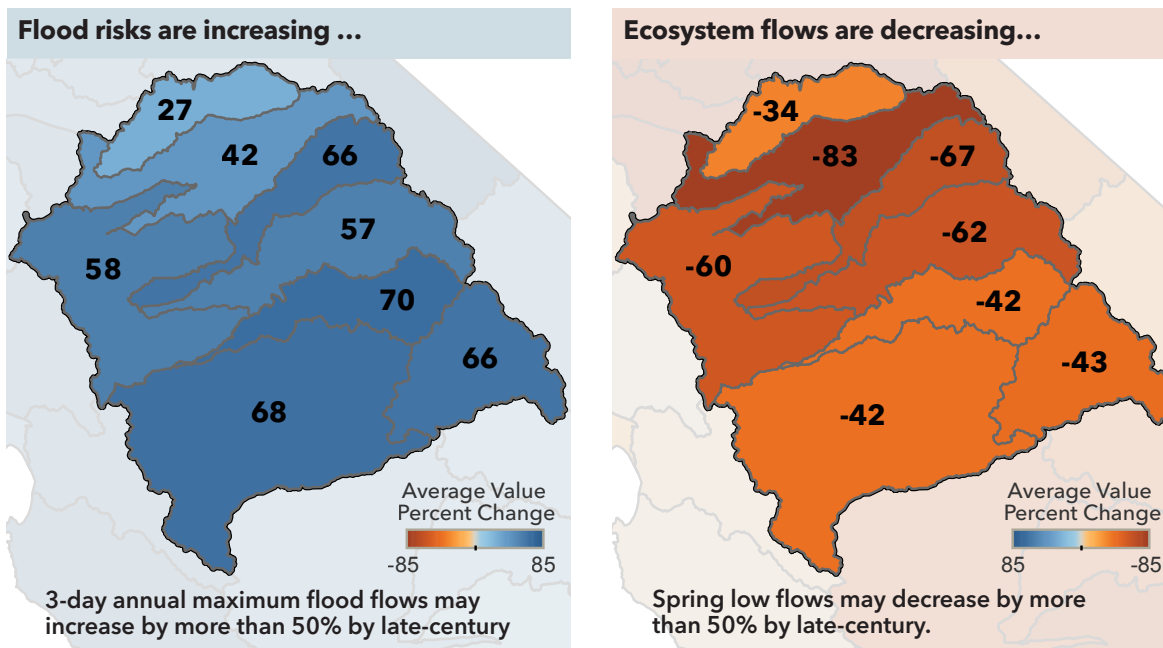 Flood risks are increasing …
27
42
66
57
58
70
66
68
Average Value
Percent Change
-85 85
3-day annual maximum flood flows may
increase by more than 50% by late-century
Ecosystem flows are decreasing…
-34
-83
-67
-62
-60
-42
-43
-42
Average Value
Percent Change
85 -85
Spring low flows may decrease by more
than 50% by late-century.